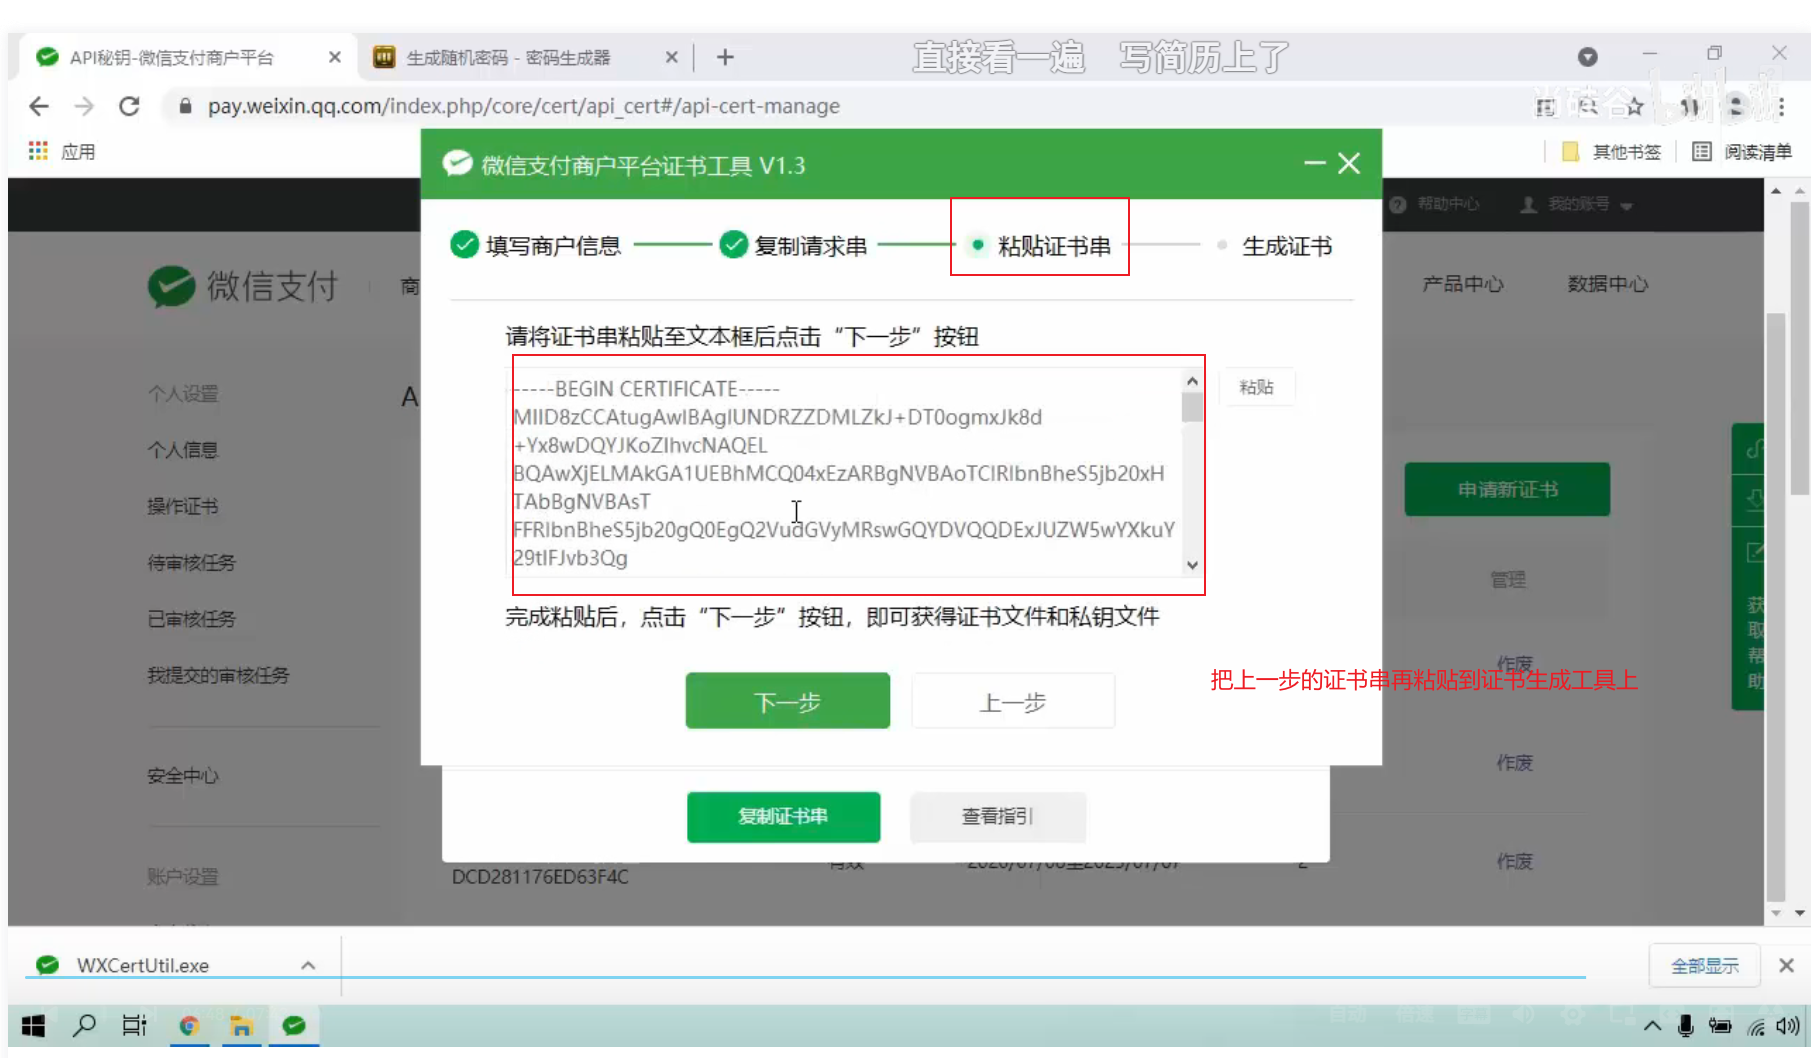 API秘钥-微信支付商户平台
生成随机密码 - 密码生成器
直接看一遍 写简历上了
pay.weixin.qq.com/index.php/core/cert/api_cert#/api-cert-manage
应用
其他书签
阅读清单
微信支付商户平台证书工具 V1.3
帮助中心
我的账号
填写商户信息
复制请求串
粘贴证书串
生成证书
微信支付
商
产品中心
数据中心
请将证书串粘贴至文本框后点击“下一步”按钮
-----BEGIN CERTIFICATE-----
MIID8zCCAtugAwIBAgIUNDRZZDMLZkJ+DT0ogmxJk8d
+Yx8wDQYJKoZIhvcNAQEL
BQAwXjELMAkGA1UEBhMCQ04xEzARBgNVBAoTClRlbnBheS5jb20xH
TAbBgNVBAsT
FFRlbnBheS5jb20gQ0EgQ2VudGVyMRswGQYDVQQDExJUZW5wYXkuY
29tIFJvb3Qg
粘贴
个人设置
A
个人信息
操作证书
申请新证书
待审核任务
管理
已审核任务
获取帮助
完成粘贴后，点击“下一步”按钮，即可获得证书文件和私钥文件
我提交的审核任务
作废
把上一步的证书串再粘贴到证书生成工具上
下一步
上一步
安全中心
作废
复制证书串
查看指引
账户设置
DCD281176ED63F4C
作废
WXCertUtil.exe
全部显示